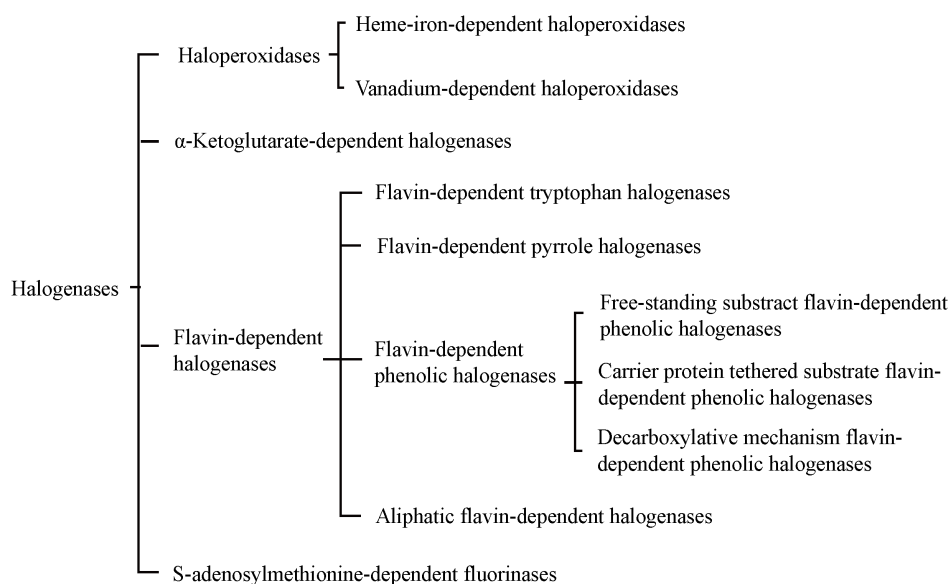 Heme-iron-dependent haloperoxidases
Haloperoxidases
Vanadium-dependent haloperoxidases
α-Ketoglutarate-dependent halogenases
Flavin-dependent tryptophan halogenases
Flavin-dependent pyrrole halogenases
Halogenases
Flavin-dependent
halogenases
Flavin-dependent
phenolic halogenases
Free-standing substract flavin-dependent
phenolic halogenases
Carrier protein tethered substrate flavin-
dependent phenolic halogenases
Decarboxylative mechanism flavin-
dependent phenolic halogenases
Aliphatic flavin-dependent halogenases
S-adenosylmethionine-dependent fluorinases